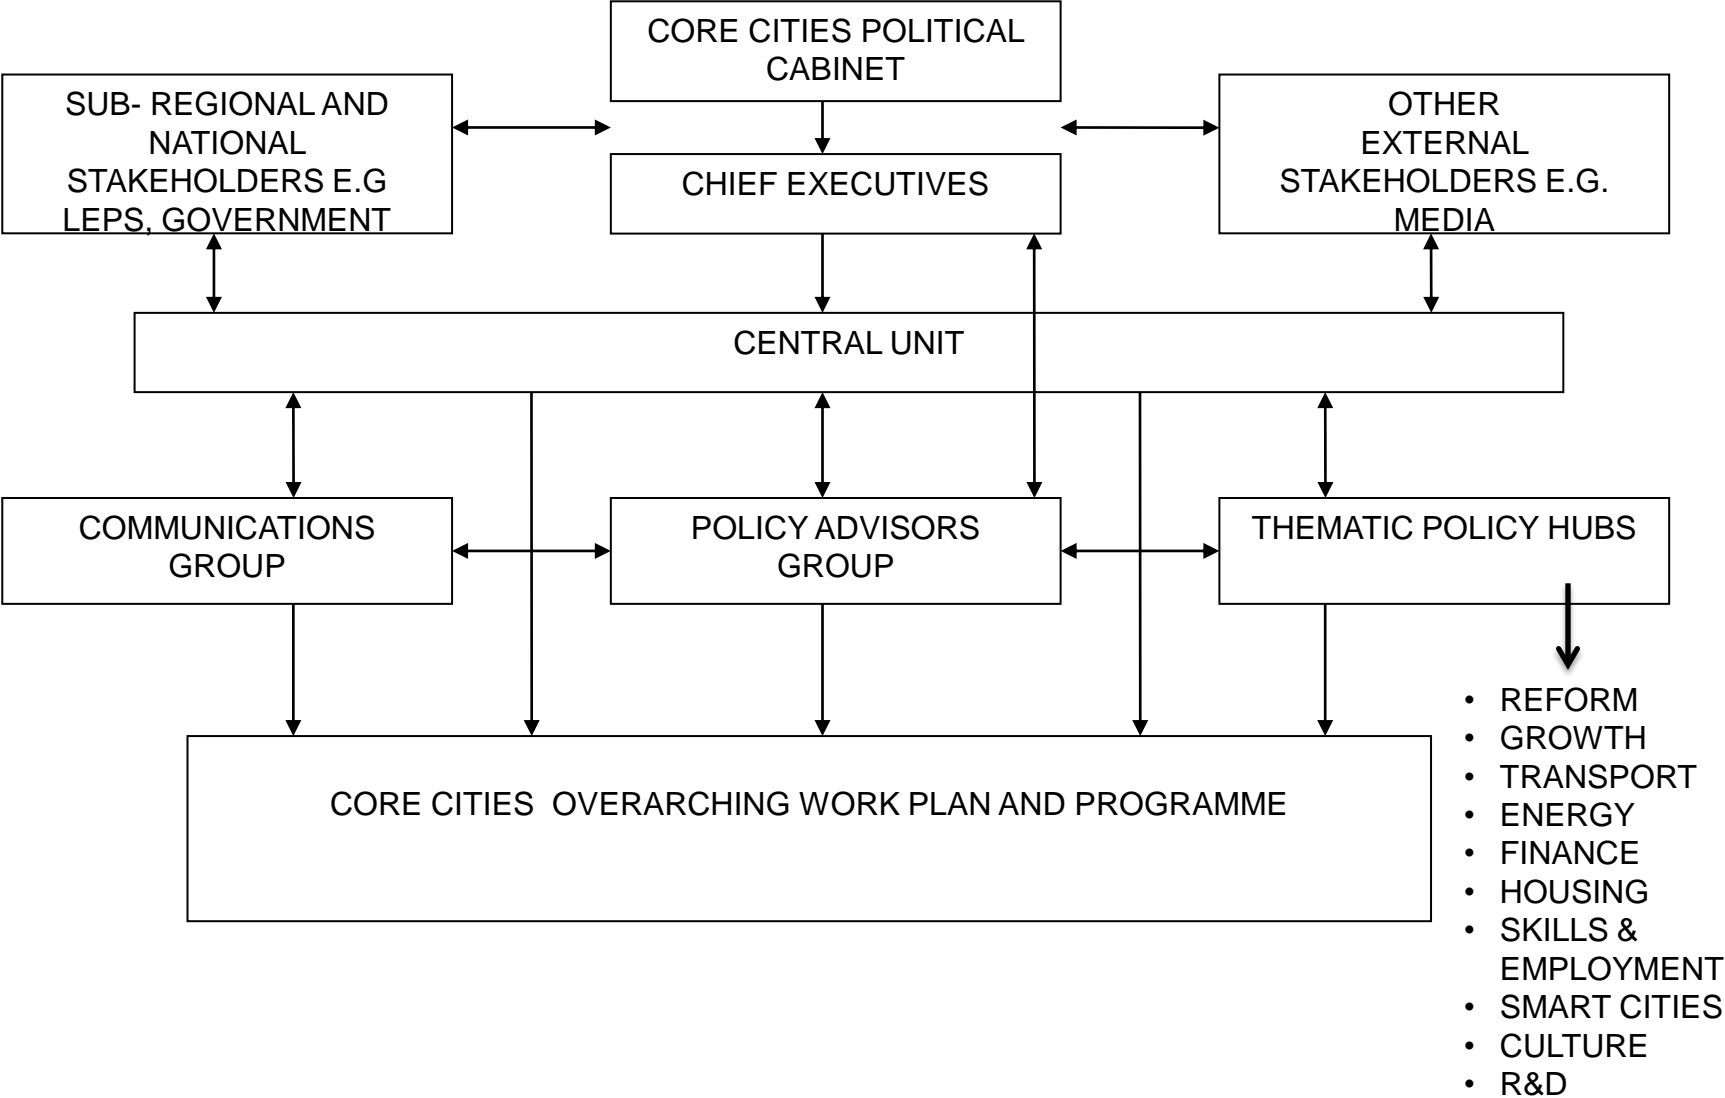 CORE CITIES POLITICAL
CABINET
SUB- REGIONAL AND
NATIONAL
STAKEHOLDERS E.G
LEPS, GOVERNMENT
OTHER
EXTERNAL
STAKEHOLDERS E.G.
MEDIA
CHIEF EXECUTIVES
CENTRAL UNIT
COMMUNICATIONS
GROUP
POLICY ADVISORS
GROUP
THEMATIC POLICY HUBS
CORE CITIES  OVERARCHING WORK PLAN AND PROGRAMME
• REFORM
• GROWTH
• TRANSPORT
• ENERGY
• FINANCE
• HOUSING
• SKILLS &
EMPLOYMENT
• SMART CITIES
• CULTURE
• R&D